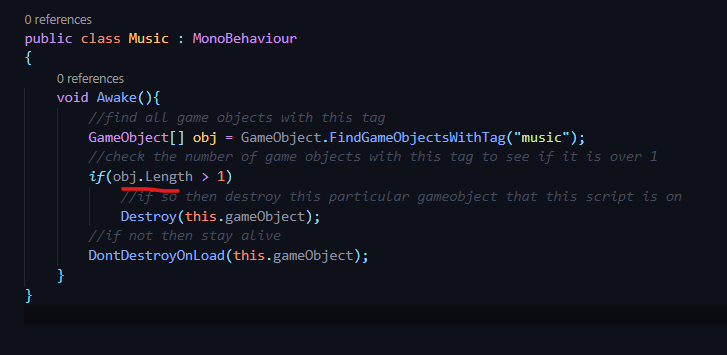 0 references
public class Music : MonoBehaviour
{
0 references
void Awake(){
//find all game objects with this tag
GameObject[] obj = GameObject.FindGameObjectsWithTag("music");
//check the number of game objects with this tag to see if it is over 1
if(obj.Length > 1)
//if so then destroy this particular gameobject that this script is on
Destroy(this.gameObject);
//if not then stay alive
DontDestroyOnLoad(this.gameObject);
}
}